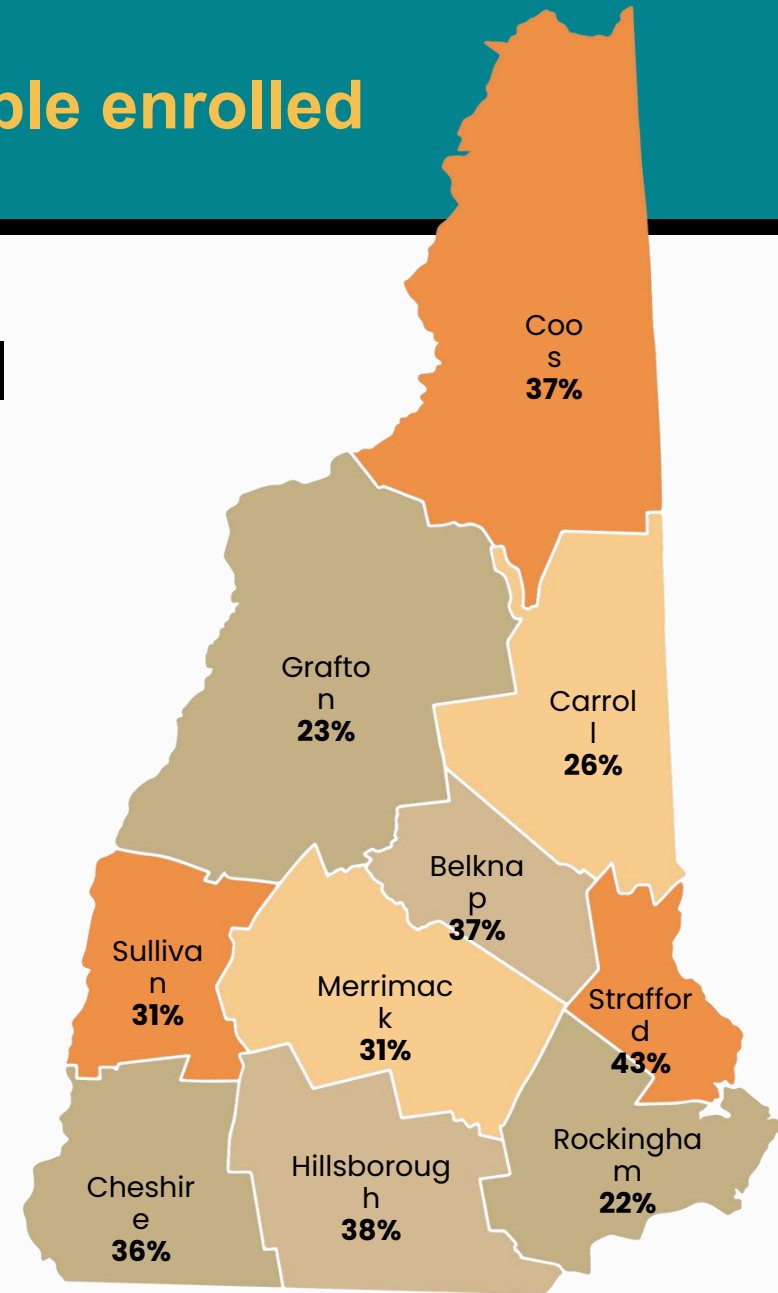 ple enrolled
Coo
s
37%
Grafto
n
23%
Carrol
l
26%
Belkna
p
37%
Sulliva
n
31%
Merrimac
k
31%
Straffor
d
43%
Rockingha
m
22%
Hillsboroug
h
38%
Cheshir
e
36%